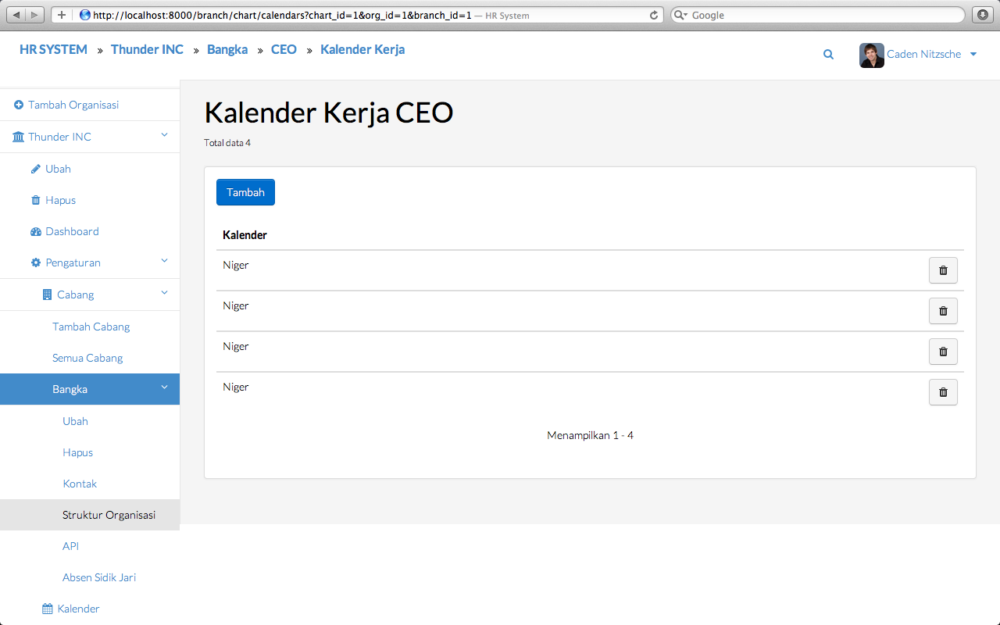 http://localhost:8000/branch/chart/calendars?chart_id=1&org_id=1&branch_id=1 — HR System
Google
HR SYSTEM » Thunder INC » Bangka » CEO » Kalender Kerja
Caden Nitzsche
Tambah Organisasi
Thunder INC
Ubah
Hapus
Dashboard
Pengaturan
Cabang
Tambah Cabang
Semua Cabang
Bangka
Ubah
Hapus
Kontak
Struktur Organisasi
API
Absen Sidik Jari
Kalender
Kalender Kerja CEO
Total data 4
Tambah
Kalender
Niger
Niger
Niger
Niger
Menampilkan 1 - 4